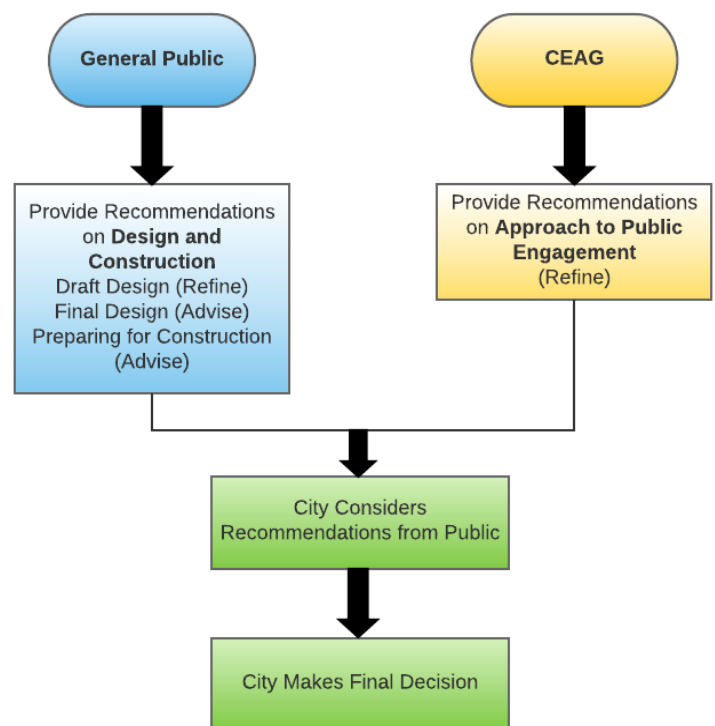 General Public
CEAG
Provide Recommendations
on Design and
Construction
Draft Design (Refine)
Final Design (Advise)
Preparing for Construction
(Advise)
Provide Recommendations
on Approach to Public
Engagement
(Refine)
City Considers
Recommendations from Public
City Makes Final Decision